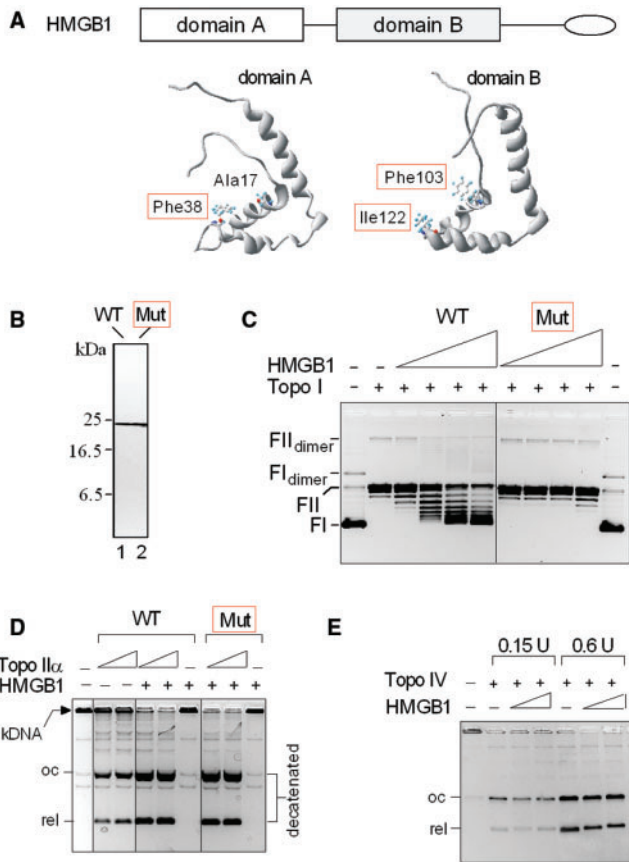 A
HMGB1
domain A
domain B
domain A
domain B
Ala17
Phe38
Phe103
Ile122
B
WT Mut
kDa
25
16.5
6.5
1 2
C
WT Mut
HMGB1 – – –
Topo I – + + + + + + + + + –
FIIdimer
FIdimer
FII
FI
D
WT Mut
Topo IIα – – – –
HMGB1 – – – + + + + + +
kDNA
oc
rel
decatenated
E
0.15 U 0.6 U
Topo IV – + + + + + +
HMGB1 – – –
oc
rel